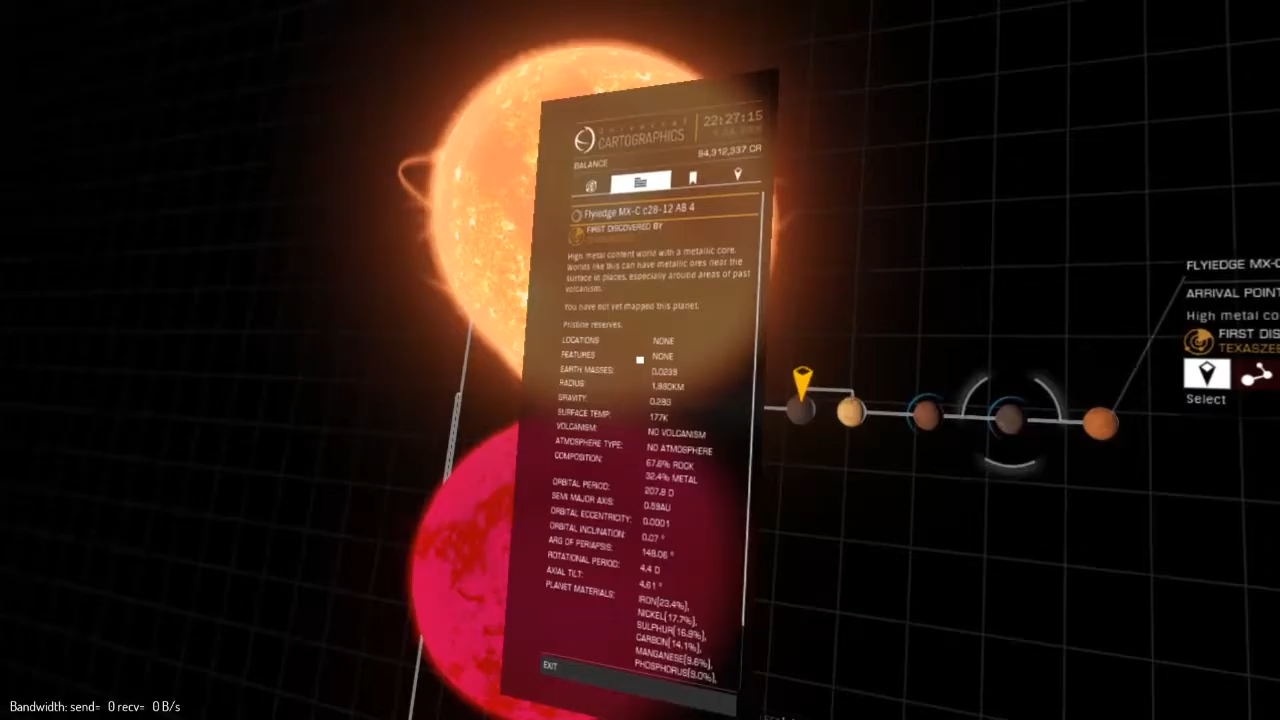 Universal
CARTOGRAPHICS
22:27:15
BALANCE
84,912,337 CR
Flyiedge MX-C c28-12 AB 4
FIRST DISCOVERED BY
High metal content world with a metallic core.
Worlds like this can have metallic ores near the
surface in places, especially around areas of past
volcanism.
You have not yet mapped this planet.
Pristine reserves.
LOCATIONS NONE
FEATURES NONE
EARTH MASSES: 0.0239
RADIUS: 1,880KM
GRAVITY: 0.28G
SURFACE TEMP: 177K
VOLCANISM: NO VOLCANISM
ATMOSPHERE TYPE: NO ATMOSPHERE
COMPOSITION: 67.6% ROCK
32.4% METAL
ORBITAL PERIOD: 207.8 D
SEMI MAJOR AXIS: 0.59AU
ORBITAL ECCENTRICITY: 0.0001
ORBITAL INCLINATION: 0.07 °
ARG OF PERIAPSIS: 148.06 °
ROTATIONAL PERIOD: 4.4 D
AXIAL TILT: 4.61 °
PLANET MATERIALS: IRON(23.4%),
NICKEL(17.7%),
SULPHUR(16.8%),
CARBON(14.1%),
MANGANESE(9.6%),
PHOSPHORUS(9.0%),
EXIT
FLYIEDGE MX-C
ARRIVAL POINT
High metal co
FIRST DIS
TEXASZE
Select
Bandwidth: send= 0 recv= 0 B/s